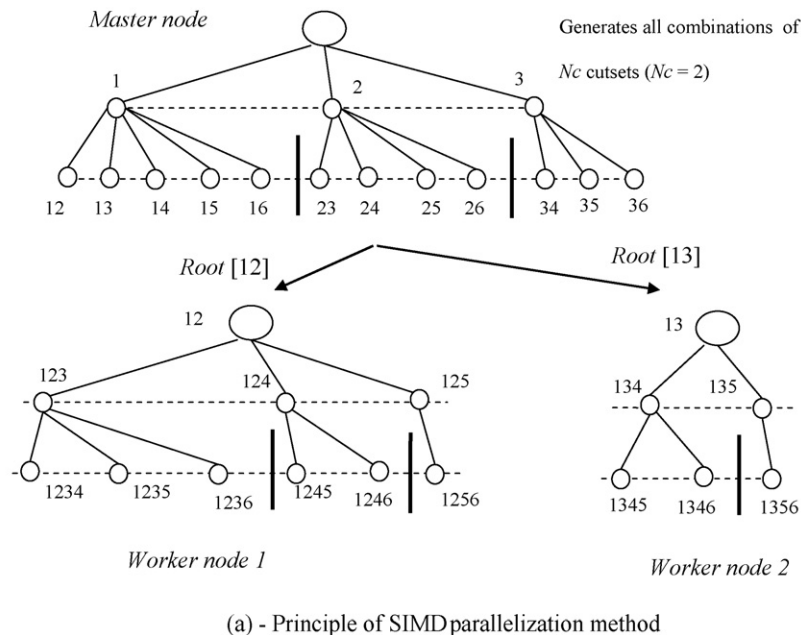 Master node
Generates all combinations of
Nc cutsets (Nc = 2)
1 2 3
12 13 14 15 16 23 24 25 26 34 35 36
Root [12] Root [13]
12 13
123 124 125 134 135
1234 1235 1236 1245 1246 1256 1345 1346 1356
Worker node 1 Worker node 2
(a) - Principle of SIMD parallelization method